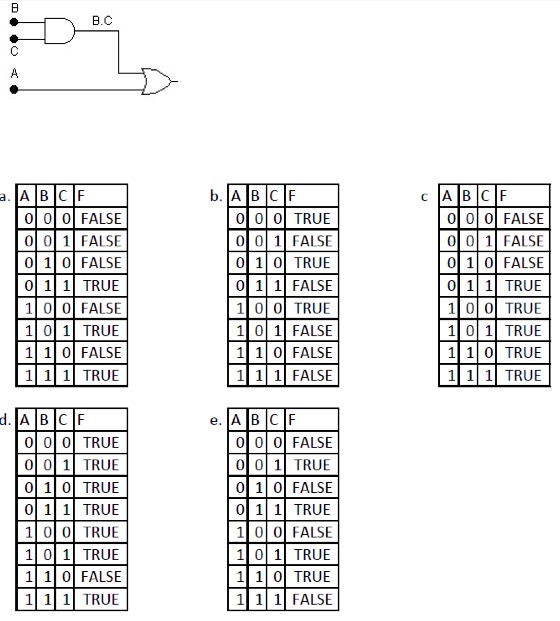 B
B.C
C
A
a. A B C F b. A B C F c A B C F
0 0 0 FALSE 0 0 0 TRUE 0 0 0 FALSE
0 0 1 FALSE 0 0 1 FALSE 0 0 1 FALSE
0 1 0 FALSE 0 1 0 TRUE 0 1 0 FALSE
0 1 1 TRUE 0 1 1 FALSE 0 1 1 TRUE
1 0 0 FALSE 1 0 0 TRUE 1 0 0 TRUE
1 0 1 TRUE 1 0 1 FALSE 1 0 1 TRUE
1 1 0 FALSE 1 1 0 FALSE 1 1 0 TRUE
1 1 1 TRUE 1 1 1 FALSE 1 1 1 TRUE
d. A B C F e. A B C F
0 0 0 TRUE 0 0 0 FALSE
0 0 1 TRUE 0 0 1 TRUE
0 1 0 TRUE 0 1 0 FALSE
0 1 1 TRUE 0 1 1 TRUE
1 0 0 TRUE 1 0 0 FALSE
1 0 1 TRUE 1 0 1 TRUE
1 1 0 FALSE 1 1 0 TRUE
1 1 1 TRUE 1 1 1 FALSE